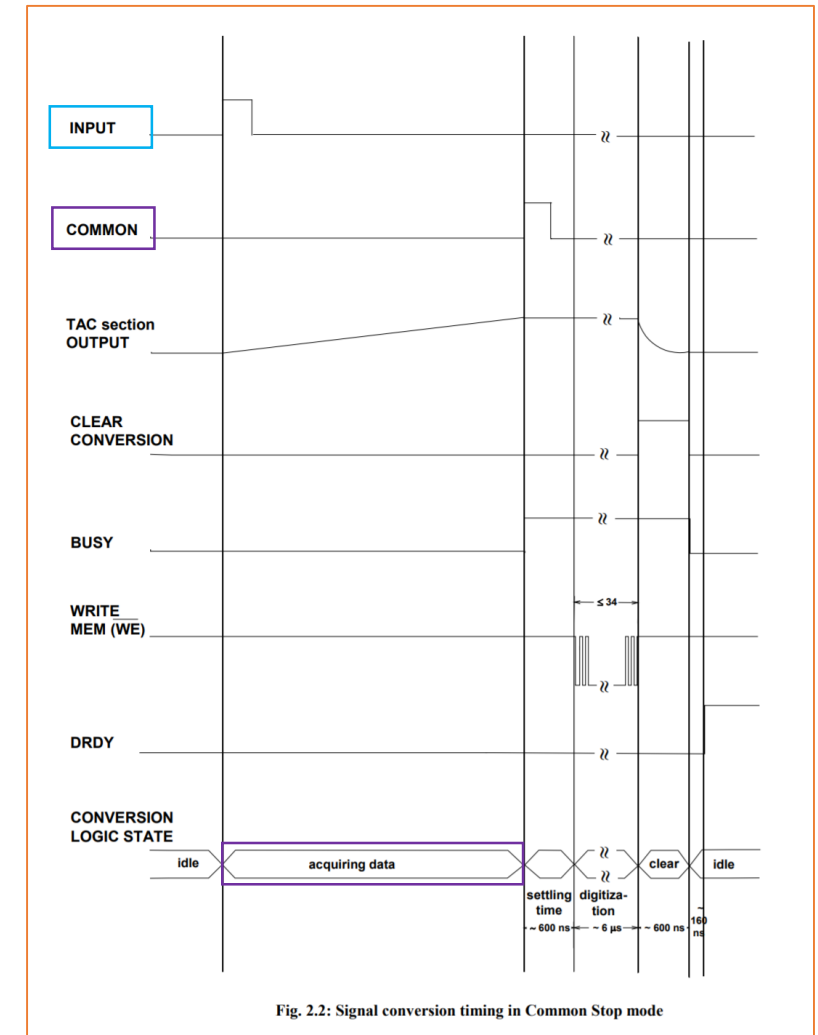 INPUT
COMMON
TAC section
OUTPUT
CLEAR
CONVERSION
BUSY
WRITE
MEM (WE)
≤ 34
DRDY
CONVERSION
LOGIC STATE
idle
acquiring data
clear
idle
settling
time
digitiza-
tion
~ 600 ns
~ 6 µs
~ 600 ns
~
160
ns
Fig. 2.2: Signal conversion timing in Common Stop mode